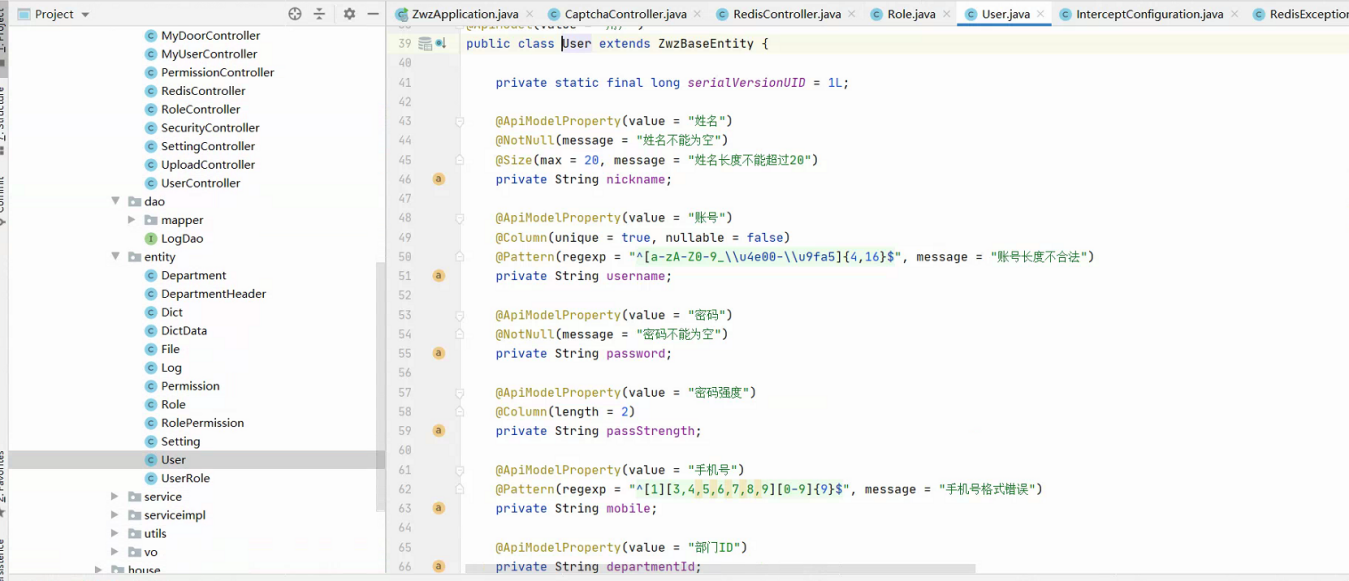 Project
ZwzApplication.java CaptchaController.java RedisController.java Role.java User.java InterceptConfiguration.java RedisException
MyDoorController
MyUserController
PermissionController
RedisController
RoleController
SecurityController
SettingController
UploadController
UserController
dao
mapper
LogDao
entity
Department
DepartmentHeader
Dict
DictData
File
Log
Permission
Role
RolePermission
Setting
User
UserRole
service
serviceimpl
utils
vo
house
39 public class User extends ZwzBaseEntity {
40
41 private static final long serialVersionUID = 1L;
42
43 @ApiModelProperty(value = "姓名")
44 @NotNull(message = "姓名不能为空")
45 @Size(max = 20, message = "姓名长度不能超过20")
46 private String nickname;
47
48 @ApiModelProperty(value = "账号")
49 @Column(unique = true, nullable = false)
50 @Pattern(regexp = "^[a-zA-Z0-9_\\u4e00-\\u9fa5]{4,16}$", message = "账号长度不合法")
51 private String username;
52
53 @ApiModelProperty(value = "密码")
54 @NotNull(message = "密码不能为空")
55 private String password;
56
57 @ApiModelProperty(value = "密码强度")
58 @Column(length = 2)
59 private String passStrength;
60
61 @ApiModelProperty(value = "手机号")
62 @Pattern(regexp = "^[1][3,4,5,6,7,8,9][0-9]{9}$", message = "手机号格式错误")
63 private String mobile;
64
65 @ApiModelProperty(value = "部门ID")
66 private String departmentId;